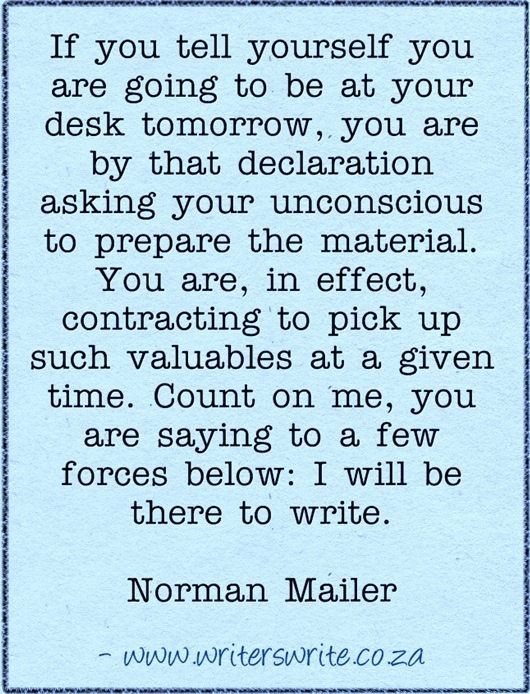 If you tell yourself you
are going to be at your
desk tomorrow, you are
by that declaration
asking your unconscious
to prepare the material.
You are, in effect,
contracting to pick up
such valuables at a given
time. Count on me, you
are saying to a few
forces below: I will be
there to write.
Norman Mailer
- www.writerswrite.co.za